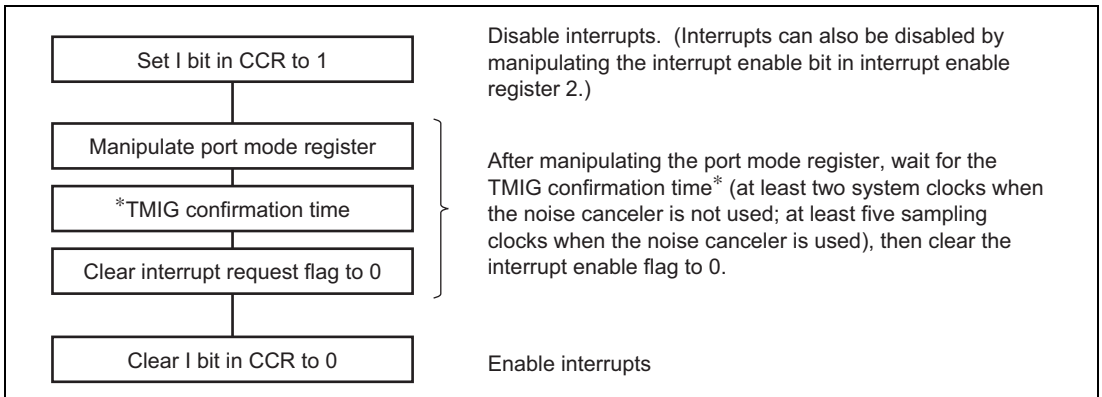 Set I bit in CCR to 1
Disable interrupts. (Interrupts can also be disabled by
manipulating the interrupt enable bit in interrupt enable
register 2.)
Manipulate port mode register
*TMIG confirmation time
Clear interrupt request flag to 0
After manipulating the port mode register, wait for the
TMIG confirmation time* (at least two system clocks when
the noise canceler is not used; at least five sampling
clocks when the noise canceler is used), then clear the
interrupt enable flag to 0.
Clear I bit in CCR to 0
Enable interrupts